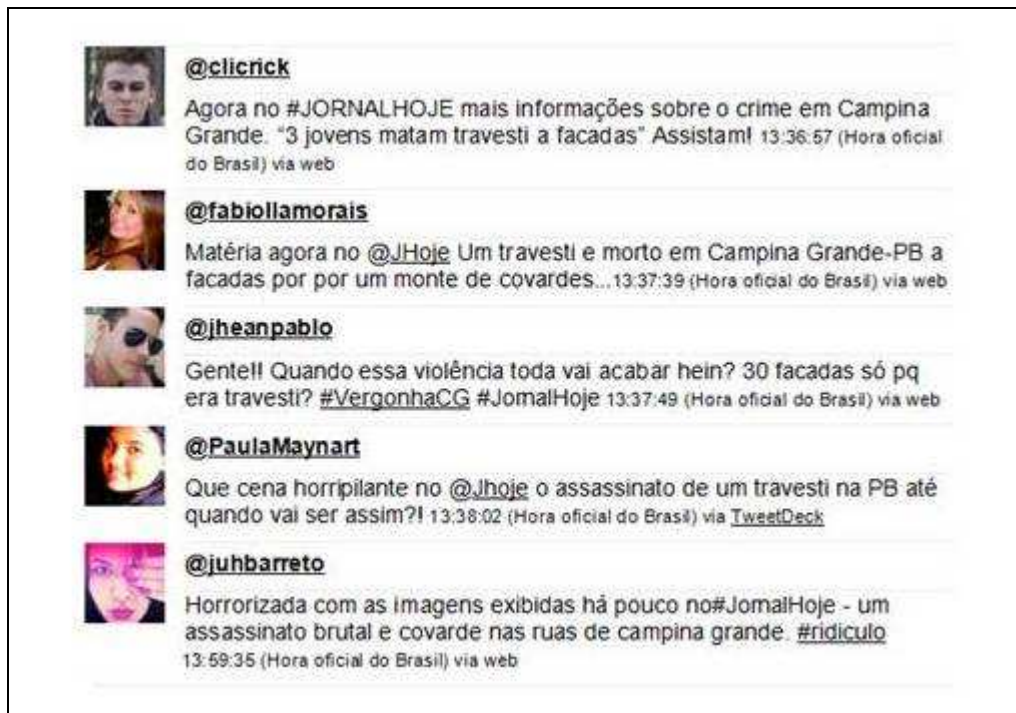 @clicrick
Agora no #JORNALHOJE mais informações sobre o crime em Campina
Grande. "3 jovens matam travesti a facadas" Assistam! 13:36:57 (Hora oficial
do Brasil) via web
@fabiollamorais
Matéria agora no @JHoje Um travesti e morto em Campina Grande-PB a
facadas por por um monte de covardes...13:37:39 (Hora oficial do Brasil) via web
@jheanpablo
Gente!! Quando essa violência toda vai acabar hein? 30 facadas só pq
era travesti? #VergonhaCG #JornalHoje 13:37:49 (Hora oficial do Brasil) via web
@PaulaMaynart
Que cena horripilante no @Jhoje o assassinato de um travesti na PB até
quando vai ser assim?! 13:38:02 (Hora oficial do Brasil) via TweetDeck
@juhbarreto
Horrorizada com as imagens exibidas há pouco no#JornalHoje - um
assassinato brutal e covarde nas ruas de campina grande. #ridiculo
13:59:35 (Hora oficial do Brasil) via web